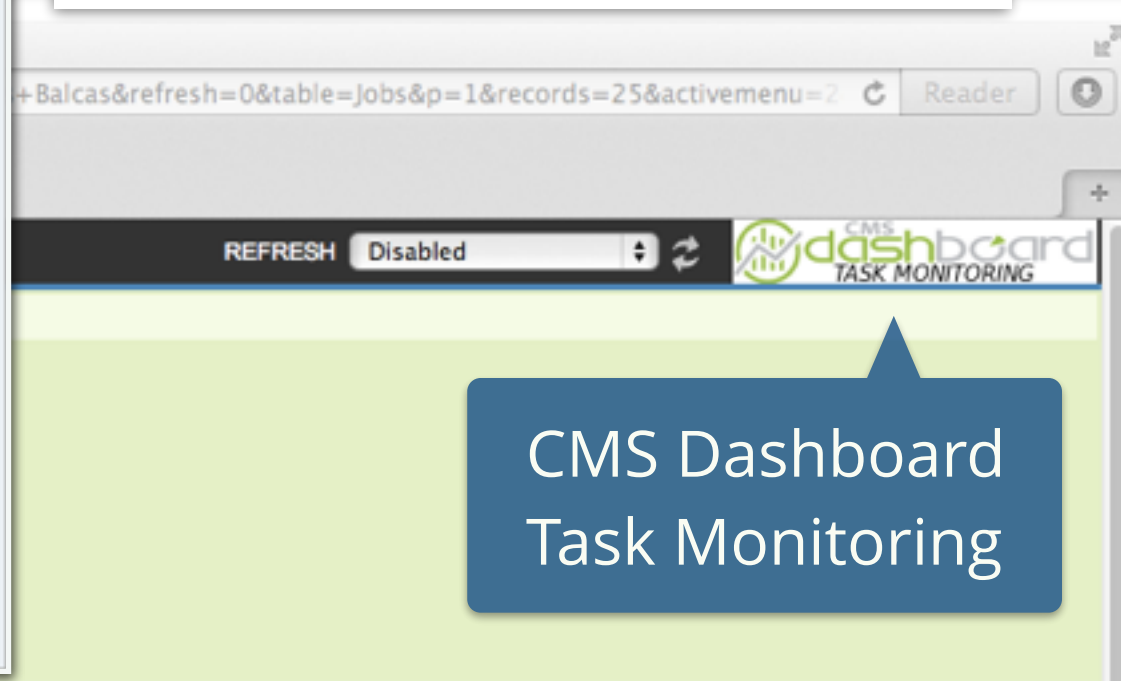 +Balcas&refresh=0&table=Jobs&p=1&records=25&activemenu=2 Reader
REFRESH Disabled
CMS
dashboard
TASK MONITORING
CMS Dashboard
Task Monitoring